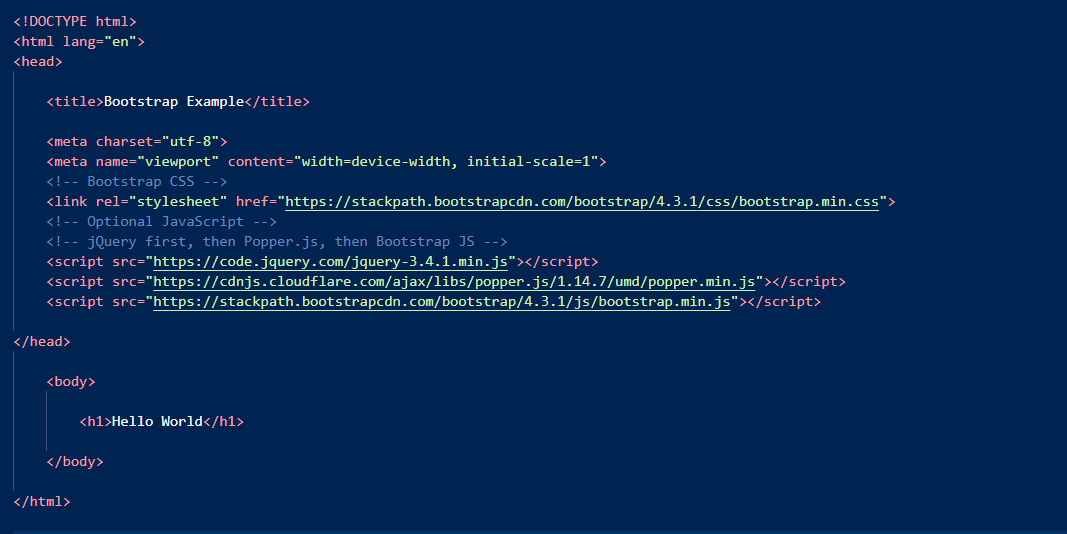 <!DOCTYPE html>
<html lang="en">
<head>
<title>Bootstrap Example</title>
<meta charset="utf-8">
<meta name="viewport" content="width=device-width, initial-scale=1">
<!-- Bootstrap CSS -->
<link rel="stylesheet" href="https://stackpath.bootstrapcdn.com/bootstrap/4.3.1/css/bootstrap.min.css">
<!-- Optional JavaScript -->
<!-- jQuery first, then Popper.js, then Bootstrap JS -->
<script src="https://code.jquery.com/jquery-3.4.1.min.js"></script>
<script src="https://cdnjs.cloudflare.com/ajax/libs/popper.js/1.14.7/umd/popper.min.js"></script>
<script src="https://stackpath.bootstrapcdn.com/bootstrap/4.3.1/js/bootstrap.min.js"></script>
</head>
<body>
<h1>Hello World</h1>
</body>
</html>